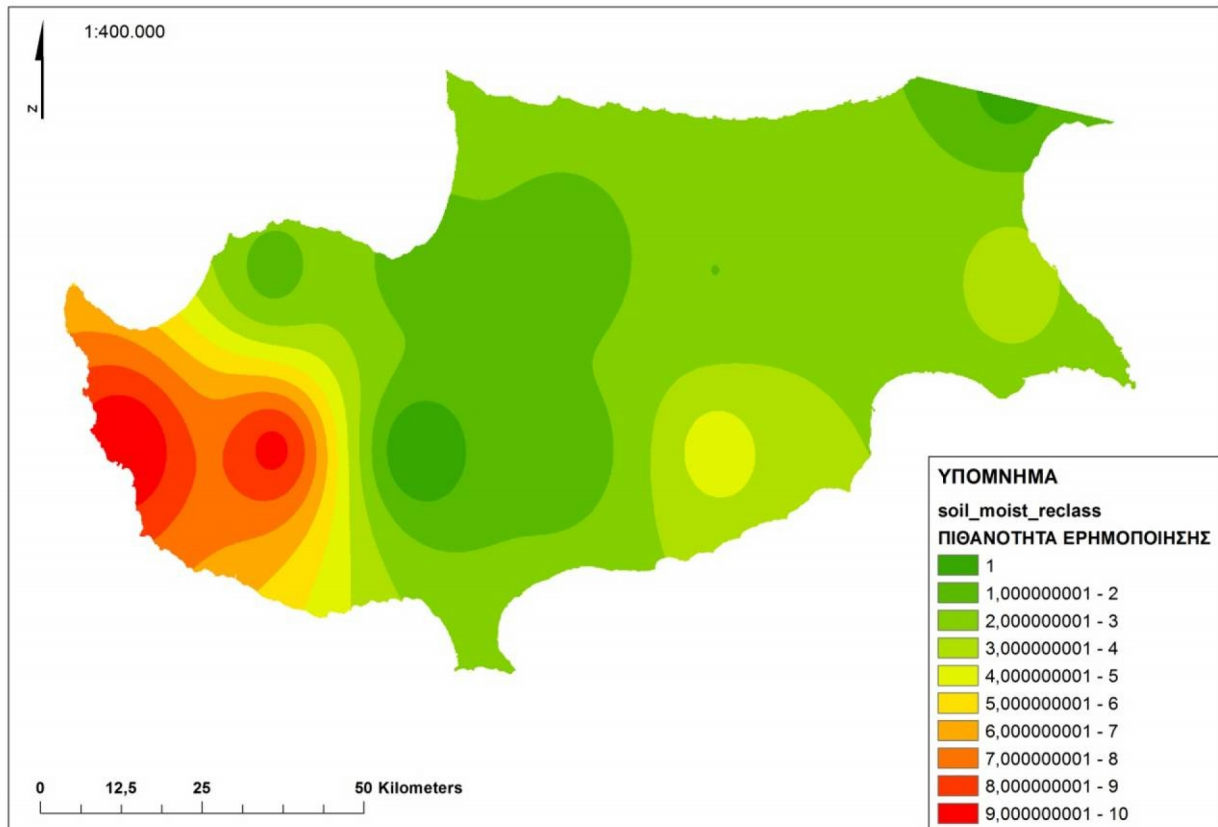 1:400.000
z
ΥΠΟΜΝΗΜΑ
soil_moist_reclass
ΠΙΘΑΝΟΤΗΤΑ ΕΡΗΜΟΠΟΙΗΣΗΣ
1
1,000000001 - 2
2,000000001 - 3
3,000000001 - 4
4,000000001 - 5
5,000000001 - 6
6,000000001 - 7
7,000000001 - 8
8,000000001 - 9
9,000000001 - 10
0 12,5 25 50 Kilometers